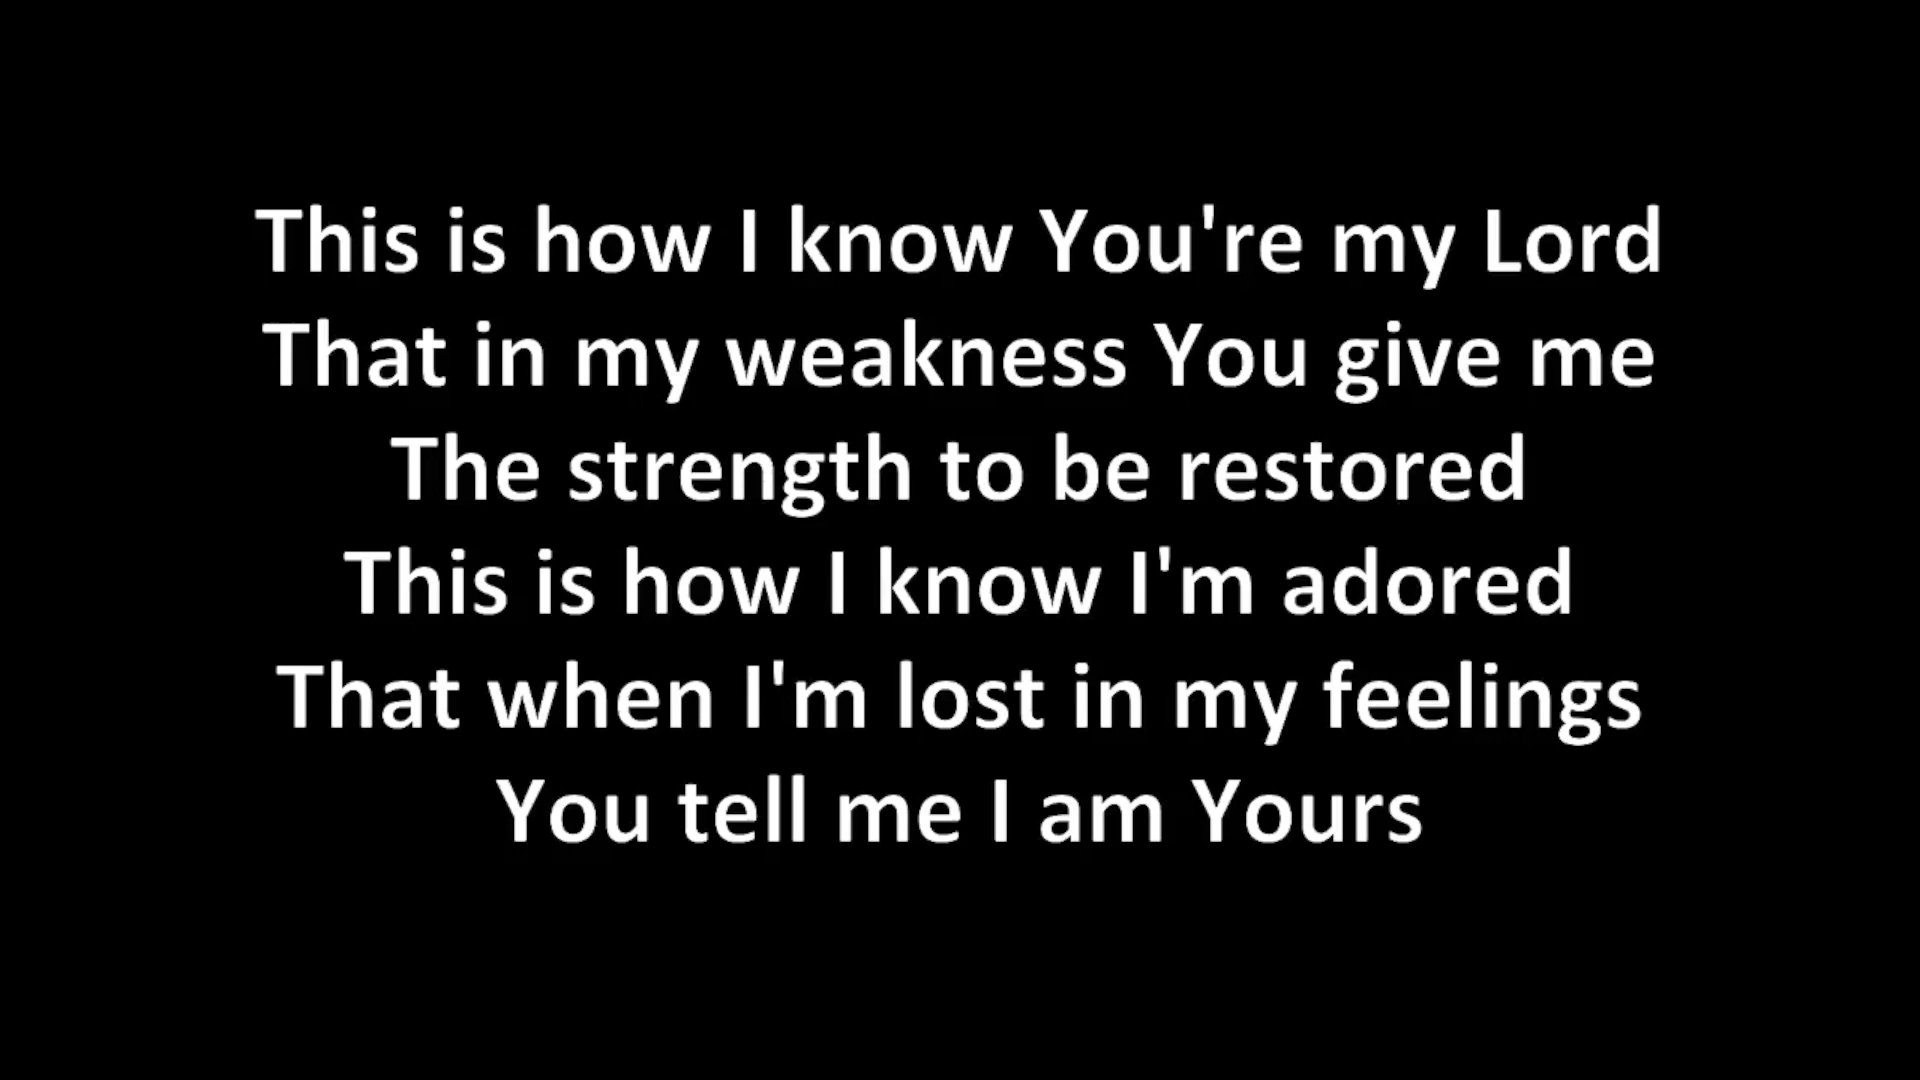 This is how I know You're my Lord
That in my weakness You give me
The strength to be restored
This is how I know I'm adored
That when I'm lost in my feelings
You tell me I am Yours